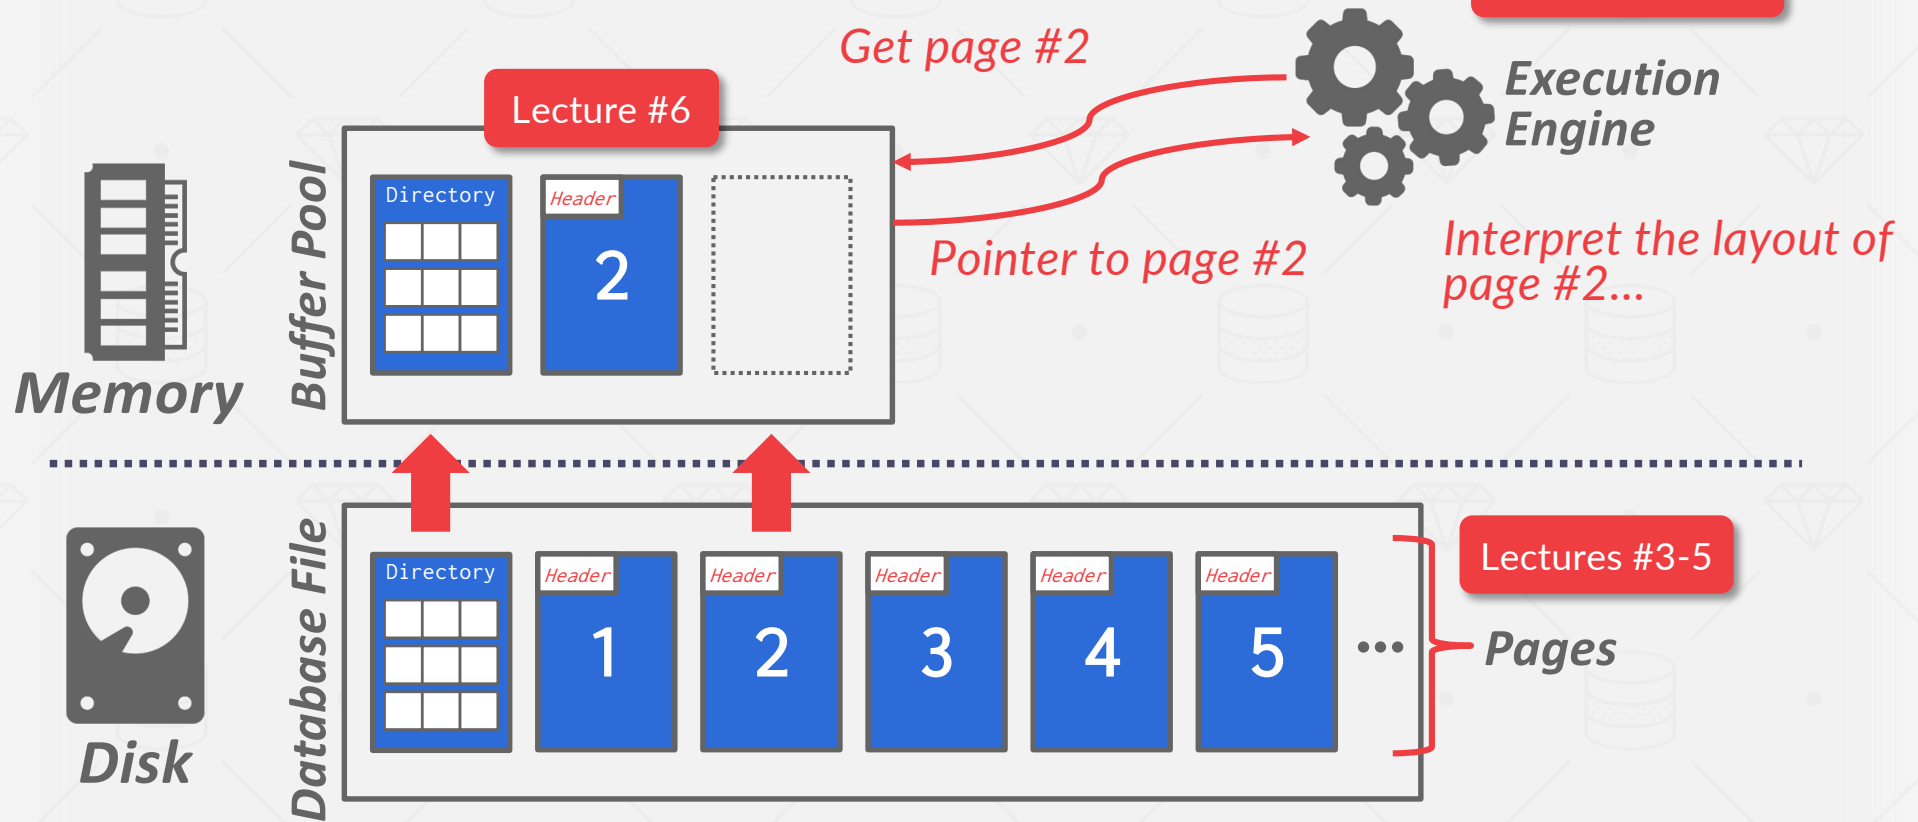 Get page #2
Execution
Engine
Lecture #6
Buffer Pool
Directory
Header
2
Pointer to page #2
Interpret the layout of
page #2...
Memory
Database File
Directory
Header
1
Header
2
Header
3
Header
4
Header
5
...
Lectures #3-5
Pages
Disk